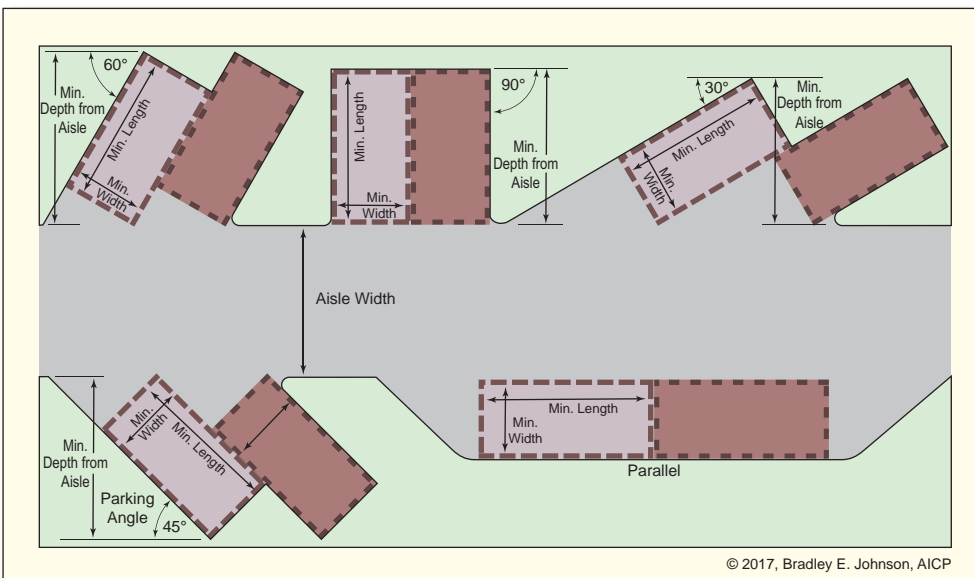 60°
Min.
Depth from
Aisle
Min. Length
Min.
Width
90°
Min. Length
Min.
Width
Min.
Depth from
Aisle
30°
Min. Length
Min.
Width
Min.
Depth from
Aisle
Aisle Width
Min.
Depth from
Aisle
Min.
Width
Min. Length
Parking
Angle
45°
Min. Length
Min.
Width
Parallel
© 2017, Bradley E. Johnson, AICP